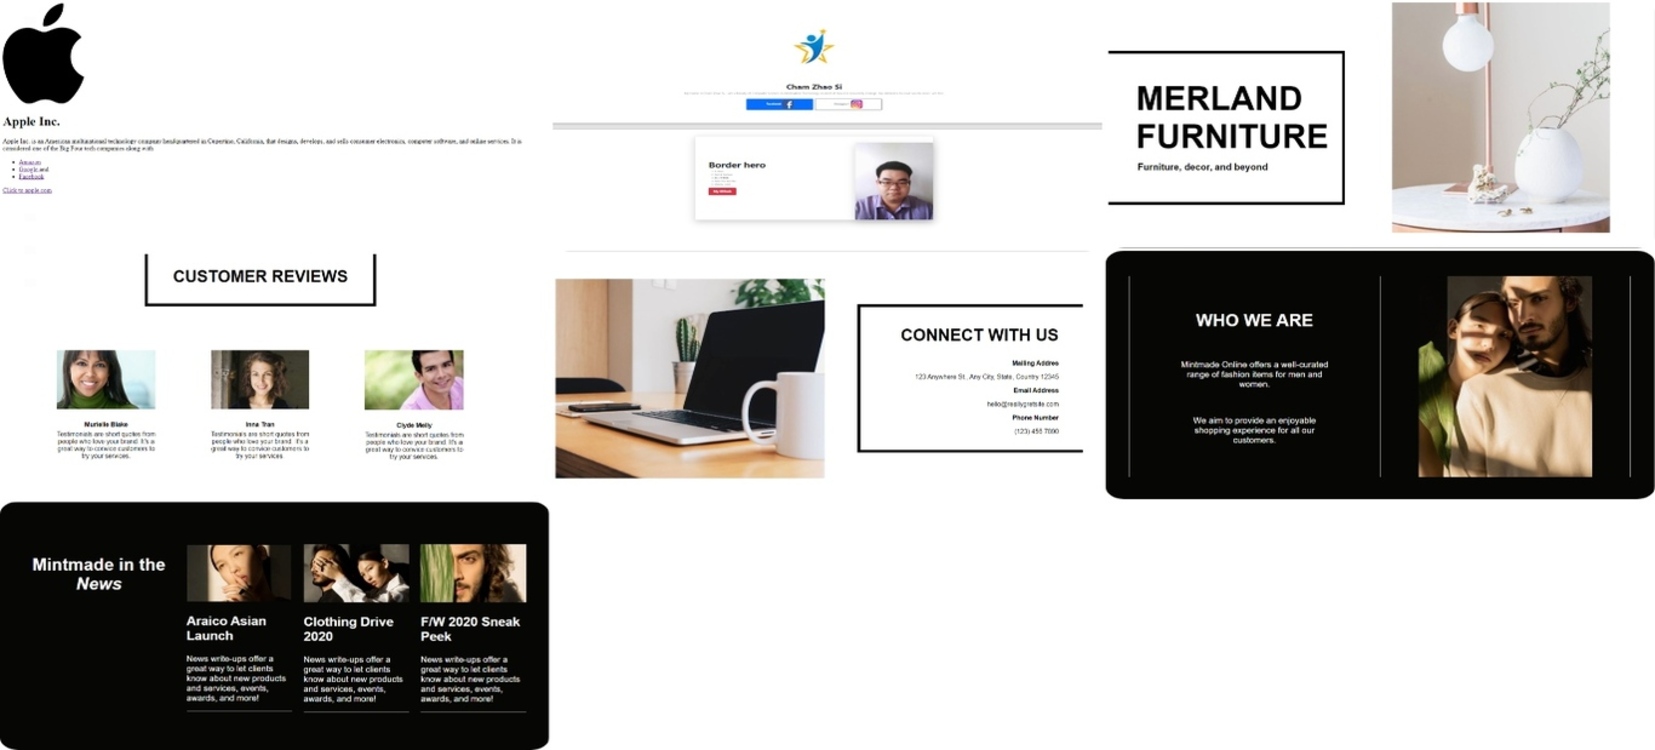 Apple Inc.
Apple Inc. is an American multinational technology company headquartered in Cupertino, California, that designs, develops, and sells consumer electronics, computer software, and online services. It is
considered one of the Big Four tech companies along with
Amazon
Google and
Facebook
Click to apple.com.
Cham Zhao Si
Facebook
Border hero
MERLAND
FURNITURE
Furniture, decor, and beyond
CUSTOMER REVIEWS
Murielle Blake
Testimonials are short quotes from
people who love your brand. It's a
great way to convice customers to
try your services.
Inna Tran
Testimonials are short quotes from
people who love your brand. It's a
great way to convice customers to
try your services.
Clyde Melly
Testimonials are short quotes from
people who love your brand. It's a
great way to convice customers to
try your services.
CONNECT WITH US
Mailing Addres
123 Anywhere St., Any City, State, Country 12345
Email Address
hello@reallygretsite.com
Phone Number
(123) 456 7890
WHO WE ARE
Mintmade Online offers a well-curated
range of fashion items for men and
women.
We aim to provide an enjoyable
shopping experience for all our
customers.
Mintmade in the
News
Araico Asian
Launch
News write-ups offer a
great way to let clients
know about new products
and services, events,
awards, and more!
Clothing Drive
2020
News write-ups offer a
great way to let clients
know about new products
and services, events,
awards, and more!
F/W 2020 Sneak
Peek
News write-ups offer a
great way to let clients
know about new products
and services, events,
awards, and more!